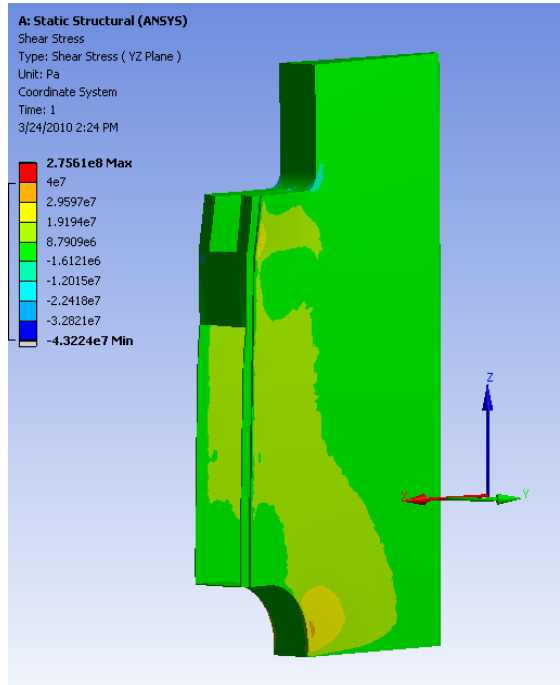 A: Static Structural (ANSYS)
Shear Stress
Type: Shear Stress ( YZ Plane )
Unit: Pa
Coordinate System
Time: 1
3/24/2010 2:24 PM
2.7561e8 Max
4e7
2.9597e7
1.9194e7
8.7909e6
-1.6121e6
-1.2015e7
-2.2418e7
-3.2821e7
-4.3224e7 Min
Z
X
Y